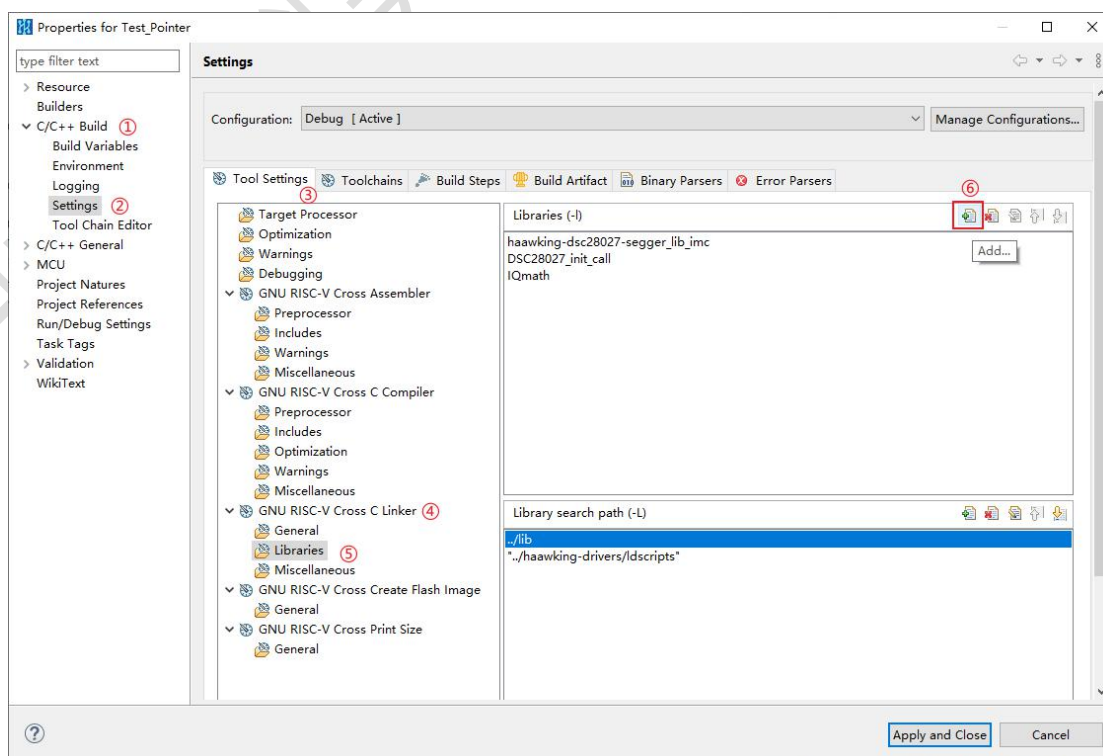 Properties for Test_Pointer
type filter text
Resource
Builders
C/C++ Build ①
Build Variables
Environment
Logging
Settings ②
Tool Chain Editor
C/C++ General
MCU
Project Natures
Project References
Run/Debug Settings
Task Tags
Validation
WikiText
Settings
Configuration: Debug [ Active ]
Manage Configurations...
Tool Settings Toolchains Build Steps Build Artifact Binary Parsers Error Parsers
③
⑥
Target Processor
Optimization
Warnings
Debugging
GNU RISC-V Cross Assembler
Preprocessor
Includes
Warnings
Miscellaneous
GNU RISC-V Cross C Compiler
Preprocessor
Includes
Optimization
Warnings
Miscellaneous
GNU RISC-V Cross C Linker ④
General
Libraries ⑤
Miscellaneous
GNU RISC-V Cross Create Flash Image
General
GNU RISC-V Cross Print Size
General
Libraries (-l)
Add...
haawking-dsc28027-segger_lib_imc
DSC28027_init_call
IQmath
Library search path (-L)
../lib
"../haawking-drivers/ldscripts"
Apply and Close
Cancel